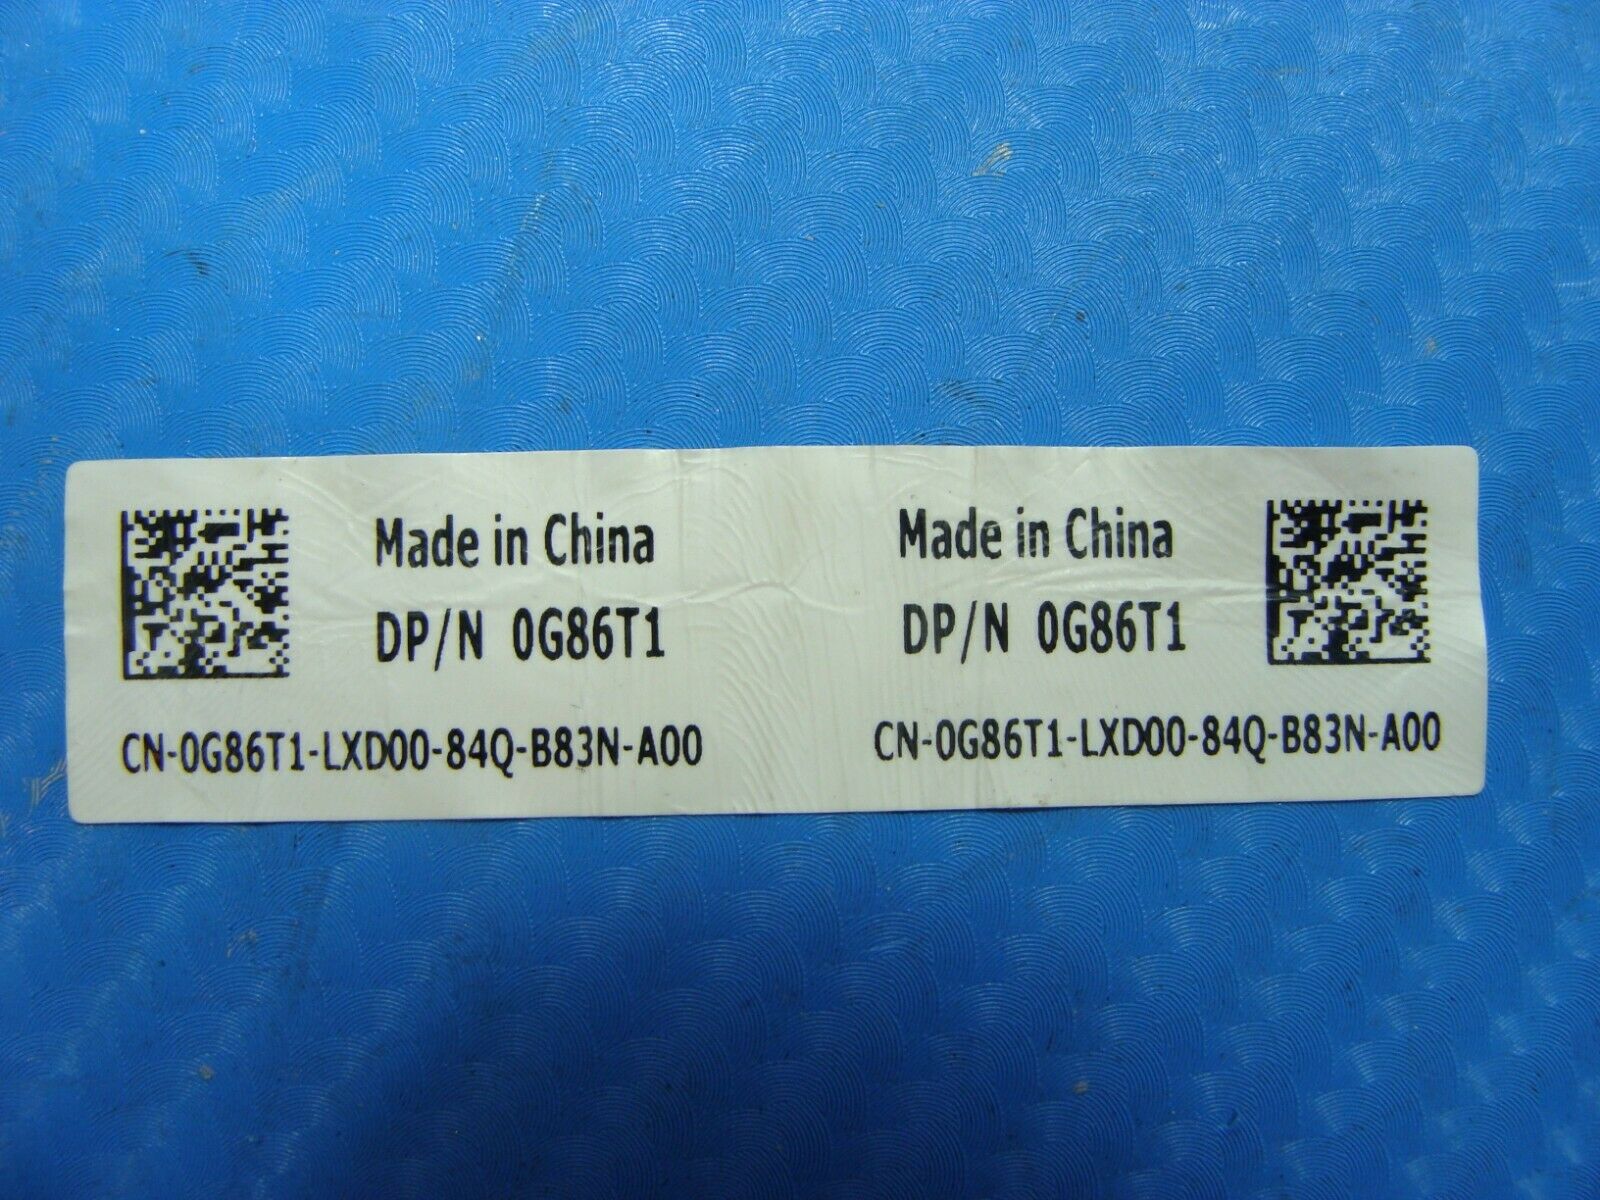 Made in China
DP/N 0G86T1
CN-0G86T1-LXD00-84Q-B83N-A00
Made in China
DP/N 0G86T1
CN-0G86T1-LXD00-84Q-B83N-A00